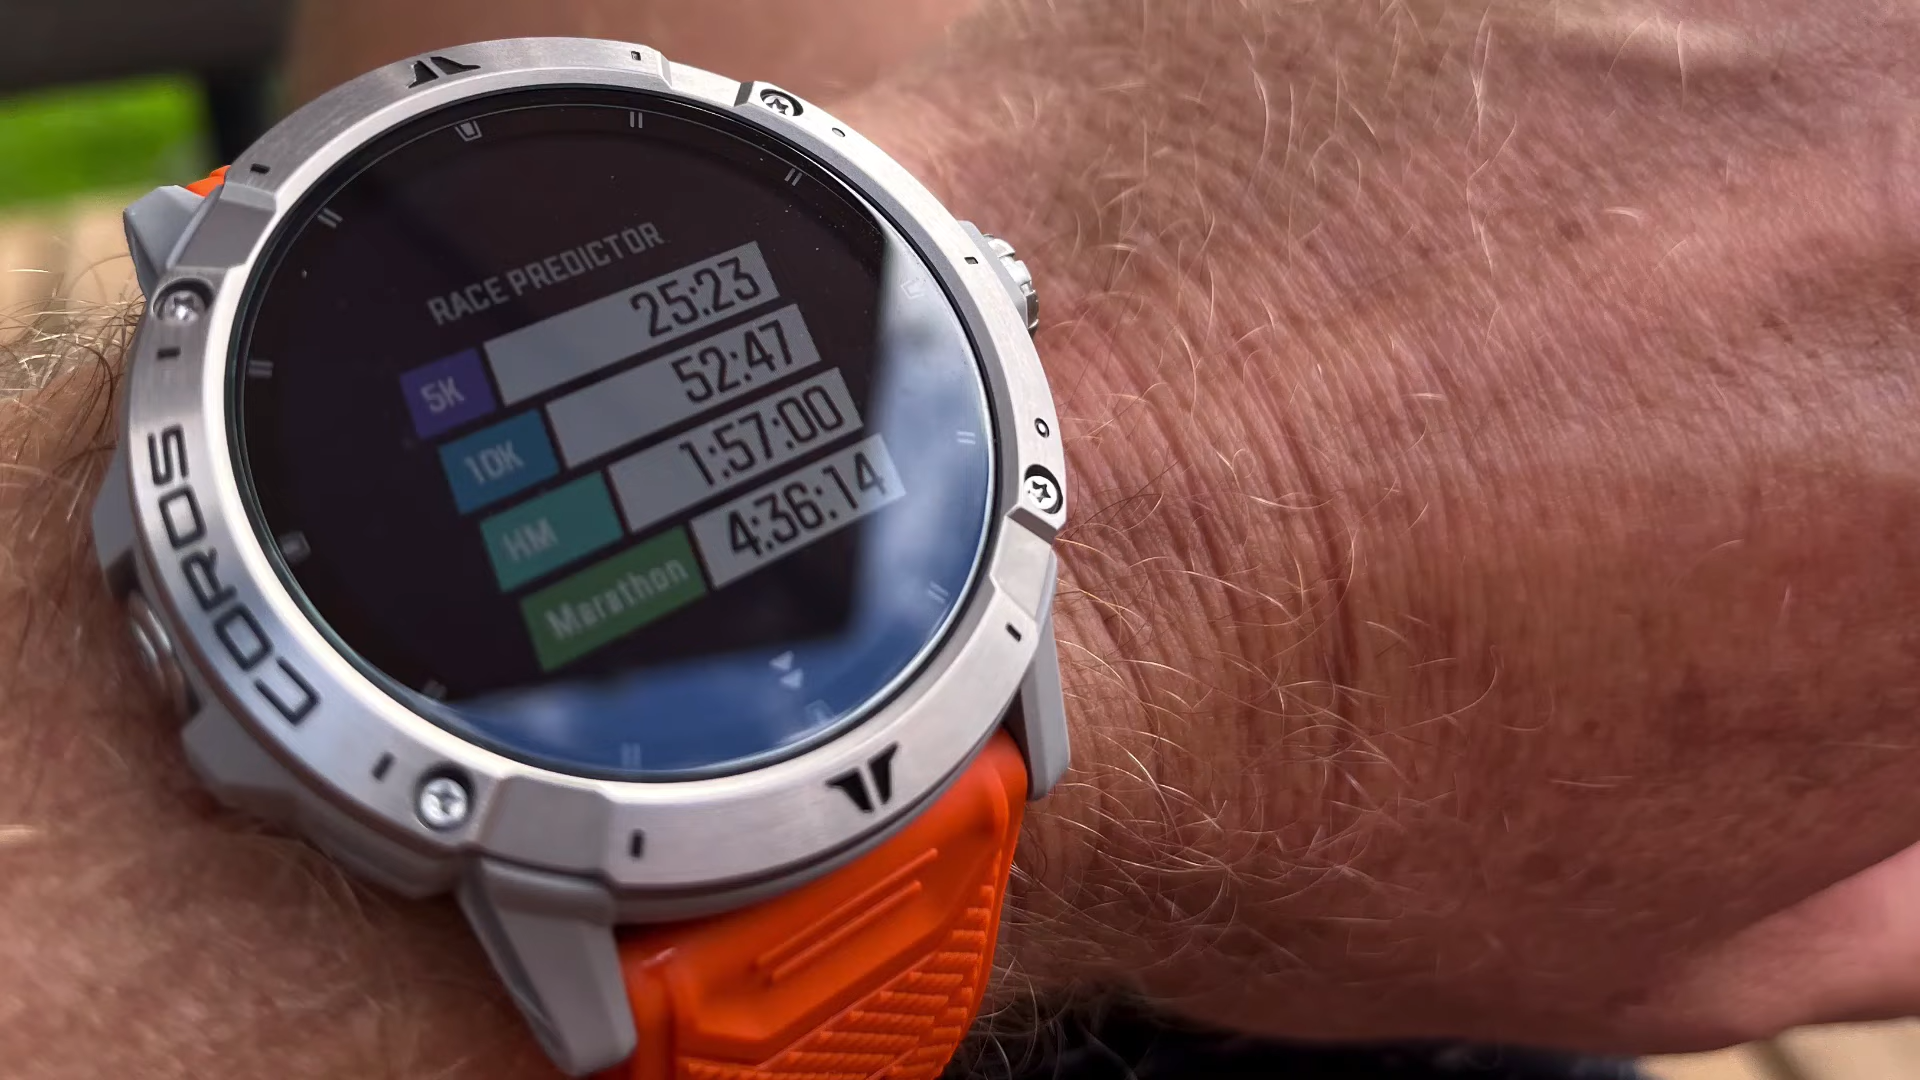 RACE PREDICTOR
5K 25:23
10K 52:47
HM 1:57:00
Marathon 4:36:14
COROS